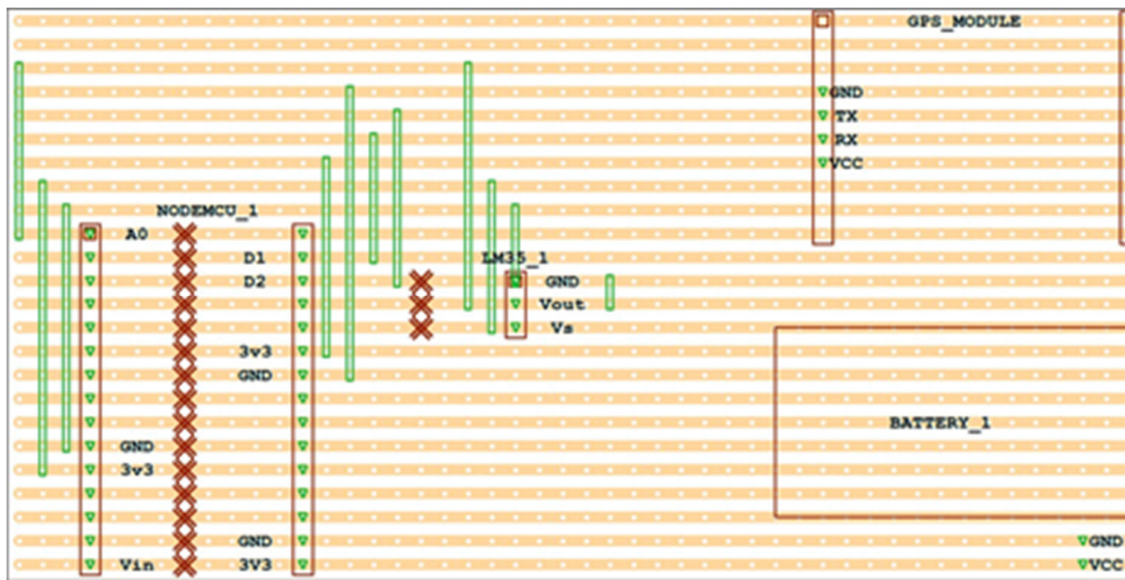 GPS_MODULE
GND
TX
RX
VCC
NODEMCU_1
A0
D1
LM35_1
D2
GND
Vout
Vs
3v3
GND
BATTERY_1
GND
3v3
GND
GND
Vin
3V3
VCC